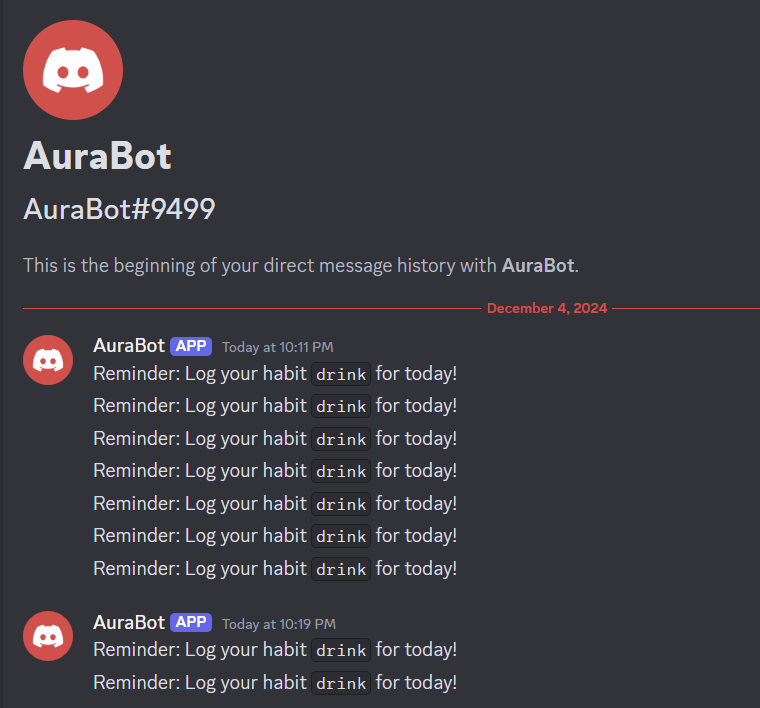 AuraBot
AuraBot#9499
This is the beginning of your direct message history with AuraBot.
December 4, 2024
AuraBot APP Today at 10:11 PM
Reminder: Log your habit drink for today!
Reminder: Log your habit drink for today!
Reminder: Log your habit drink for today!
Reminder: Log your habit drink for today!
Reminder: Log your habit drink for today!
Reminder: Log your habit drink for today!
Reminder: Log your habit drink for today!
AuraBot APP Today at 10:19 PM
Reminder: Log your habit drink for today!
Reminder: Log your habit drink for today!